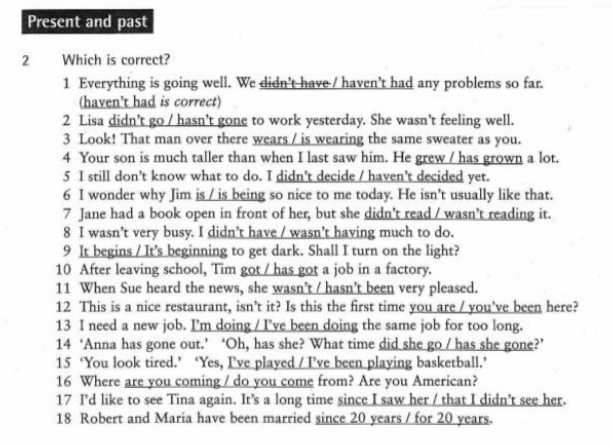 Present and past
2 Which is correct?
1 Everything is going well. We didn't have / haven't had any problems so far.
(haven't had is correct)
2 Lisa didn't go / hasn't gone to work yesterday. She wasn't feeling well.
3 Look! That man over there wears / is wearing the same sweater as you.
4 Your son is much taller than when I last saw him. He grew / has grown a lot.
5 I still don't know what to do. I didn't decide / haven't decided yet.
6 I wonder why Jim is / is being so nice to me today. He isn't usually like that.
7 Jane had a book open in front of her, but she didn't read / wasn't reading it.
8 I wasn't very busy. I didn't have / wasn't having much to do.
9 It begins / It's beginning to get dark. Shall I turn on the light?
10 After leaving school, Tim got / has got a job in a factory.
11 When Sue heard the news, she wasn't / hasn't been very pleased.
12 This is a nice restaurant, isn't it? Is this the first time you are / you've been here?
13 I need a new job. I'm doing / I've been doing the same job for too long.
14 'Anna has gone out.' 'Oh, has she? What time did she go / has she gone?'
15 'You look tired.' 'Yes, I've played / I've been playing basketball.'
16 Where are you coming / do you come from? Are you American?
17 I'd like to see Tina again. It's a long time since I saw her / that I didn't see her.
18 Robert and Maria have been married since 20 years / for 20 years.